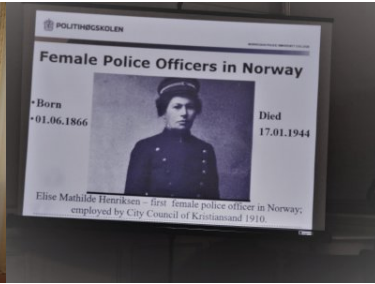 POLITIHØGSKOLEN
Female Police Officers in Norway
•Born
•01.06.1866
Died
17.01.1944
Elise Mathilde Henriksen – first female police officer in Norway;
employed by City Council of Kristiansand 1910.